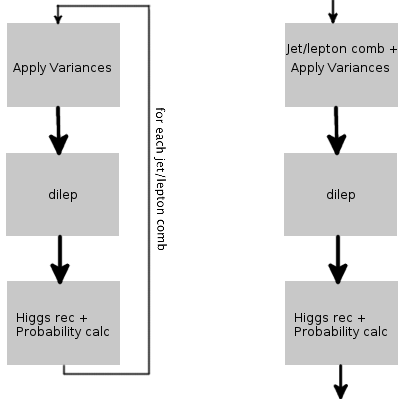 Apply Variances
dilep
Higgs rec +
Probability calc
for each jet/lepton comb
Jet/lepton comb +
Apply Variances
dilep
Higgs rec +
Probability calc